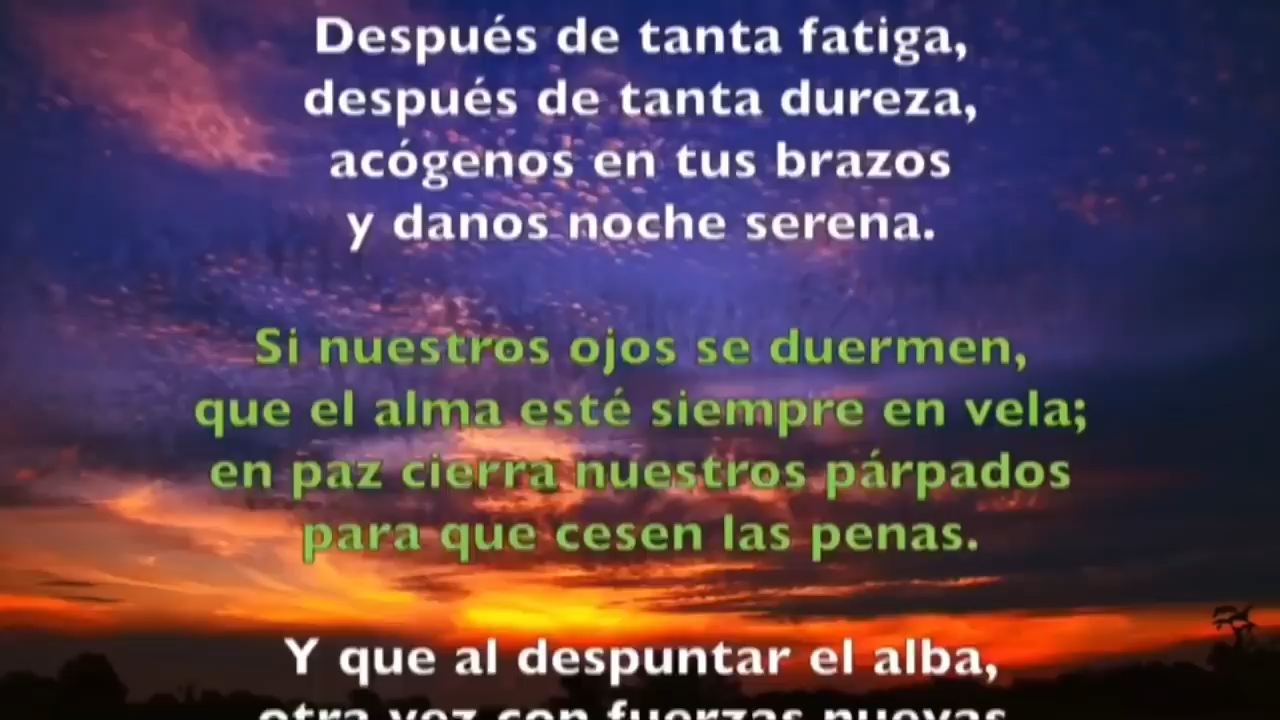 Después de tanta fatiga,
después de tanta dureza,
acógenos en tus brazos
y danos noche serena.
Si nuestros ojos se duermen,
que el alma esté siempre en vela;
en paz cierra nuestros párpados
para que cesen las penas.
Y que al despuntar el alba,
otra vez con fuerzas nuevas